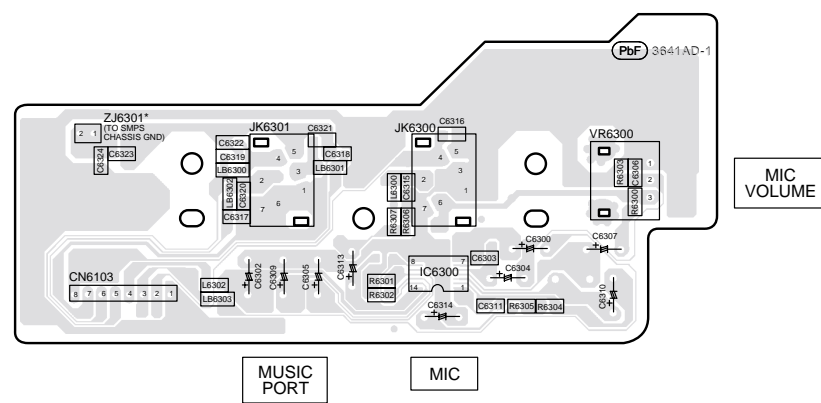 PbF 3641AD-1
ZJ6301*
(TO SMPS
CHASSIS GND)
2 1
C6324
C6323
JK6301
C6321
C6322
C6319
LB6300
LB6302
C6320
C6317
C6318
LB6301
5
4
3
2
1
6
7
JK6300
C6316
L6300
C6315
R6307
R6306
5
4
3
2
1
6
7
VR6300
R6303
C6306
R6300
1
2
3
MIC
VOLUME
CN6103
8 7 6 5 4 3 2 1
L6302
LB6303
C6302
C6309
C6305
C6313
R6301
R6302
8 7
IC6300
14 1
C6303
C6300
C6304
C6307
C6310
C6314
C6311
R6305
R6304
MUSIC
PORT
MIC